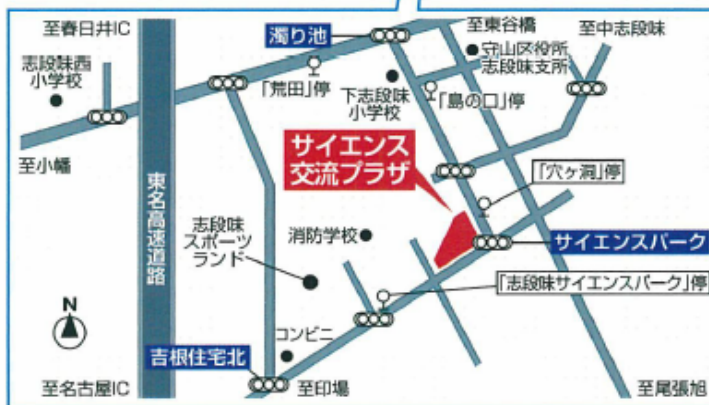 至春日井IC
濁り池
至東谷橋
至中志段味
志段味西
小学校
「荒田」停
下志段味
小学校
守山区役所
志段味支所
「島の口」停
至小幡
東名高速道路
サイエンス
交流プラザ
「穴ヶ洞」停
志段味
スポーツ
ランド
消防学校
サイエンスパーク
「志段味サイエンスパーク」停
N
コンビニ
吉根住宅北
至名古屋IC
至印場
至尾張旭